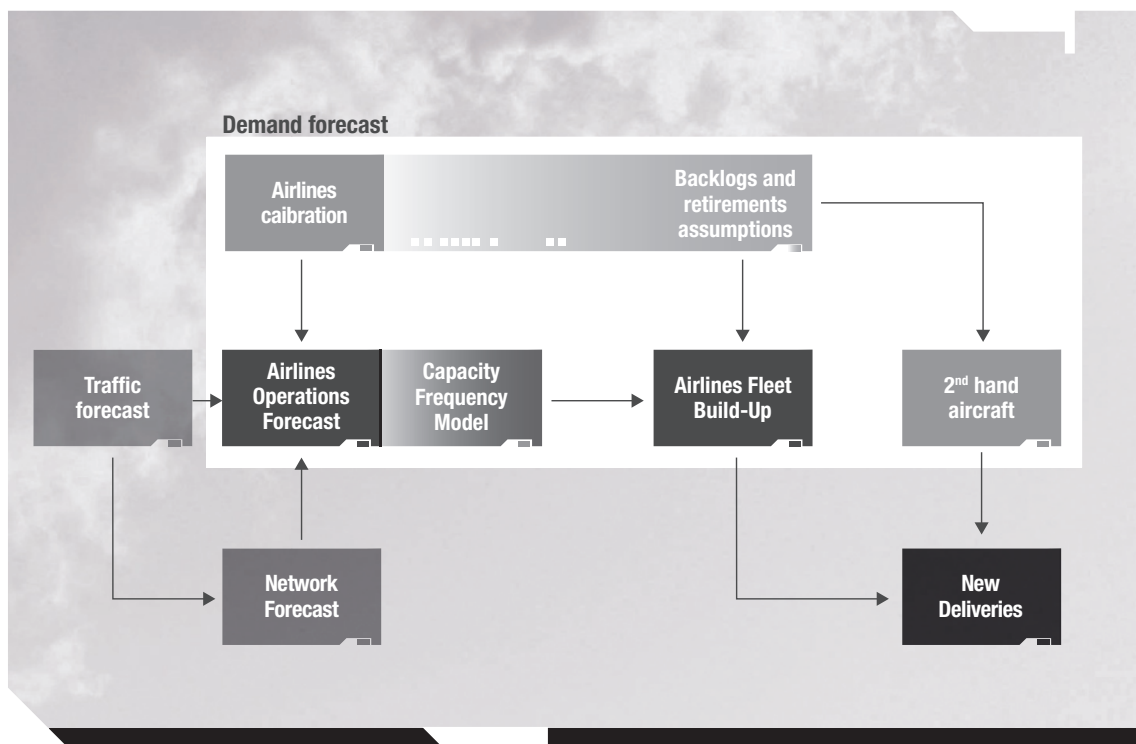 Demand forecast
Airlines
caibration
Backlogs and
retirements
assumptions
Traffic
forecast
Airlines
Operations
Forecast
Capacity
Frequency
Model
Airlines Fleet
Build-Up
2nd hand
aircraft
Network
Forecast
New
Deliveries